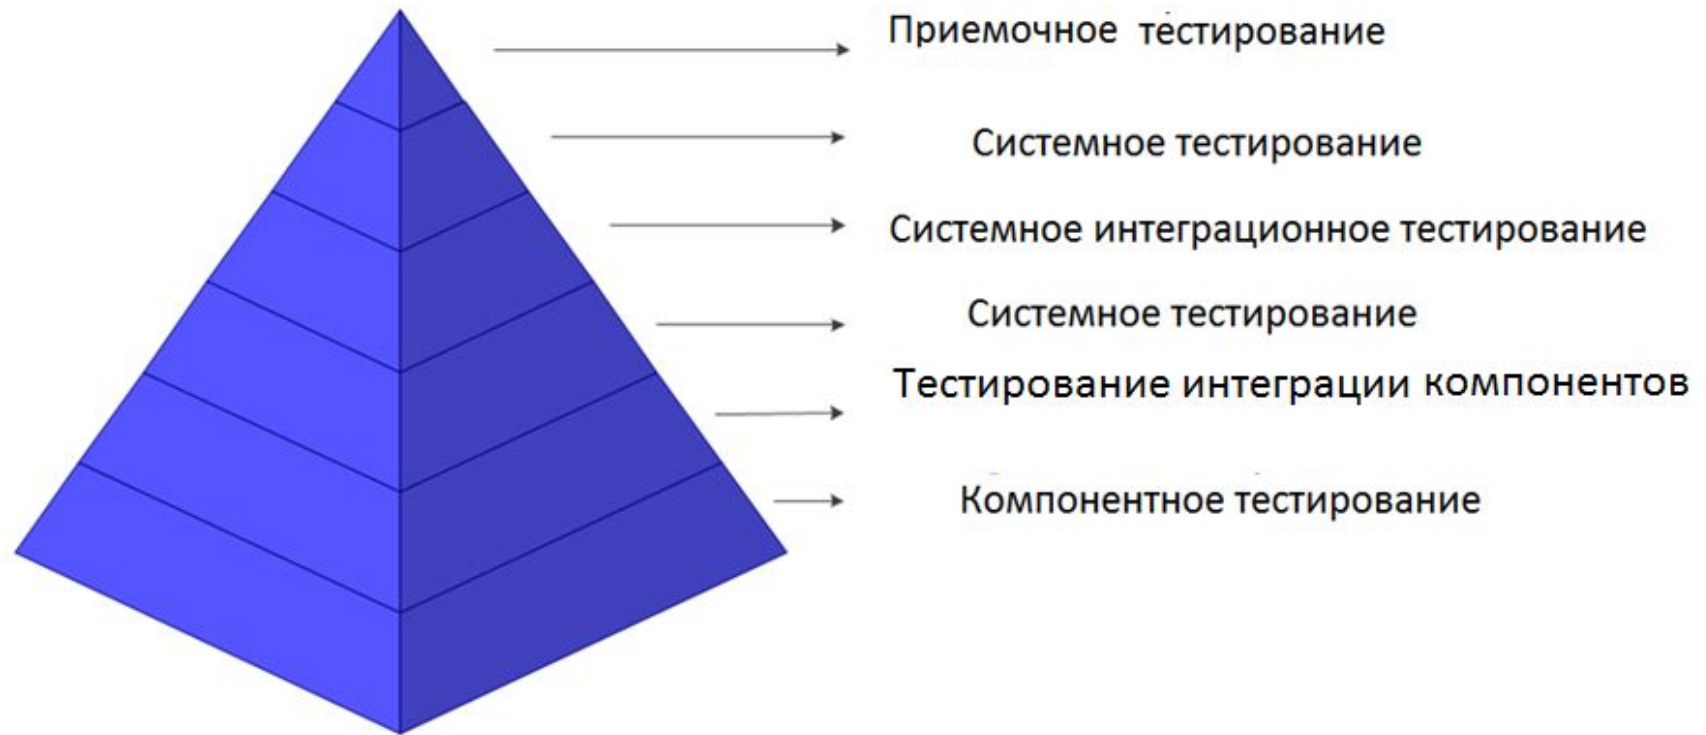 Приемочное тестирование
Системное тестирование
Системное интеграционное тестирование
Системное тестирование
Тестирование интеграции компонентов
Компонентное тестирование